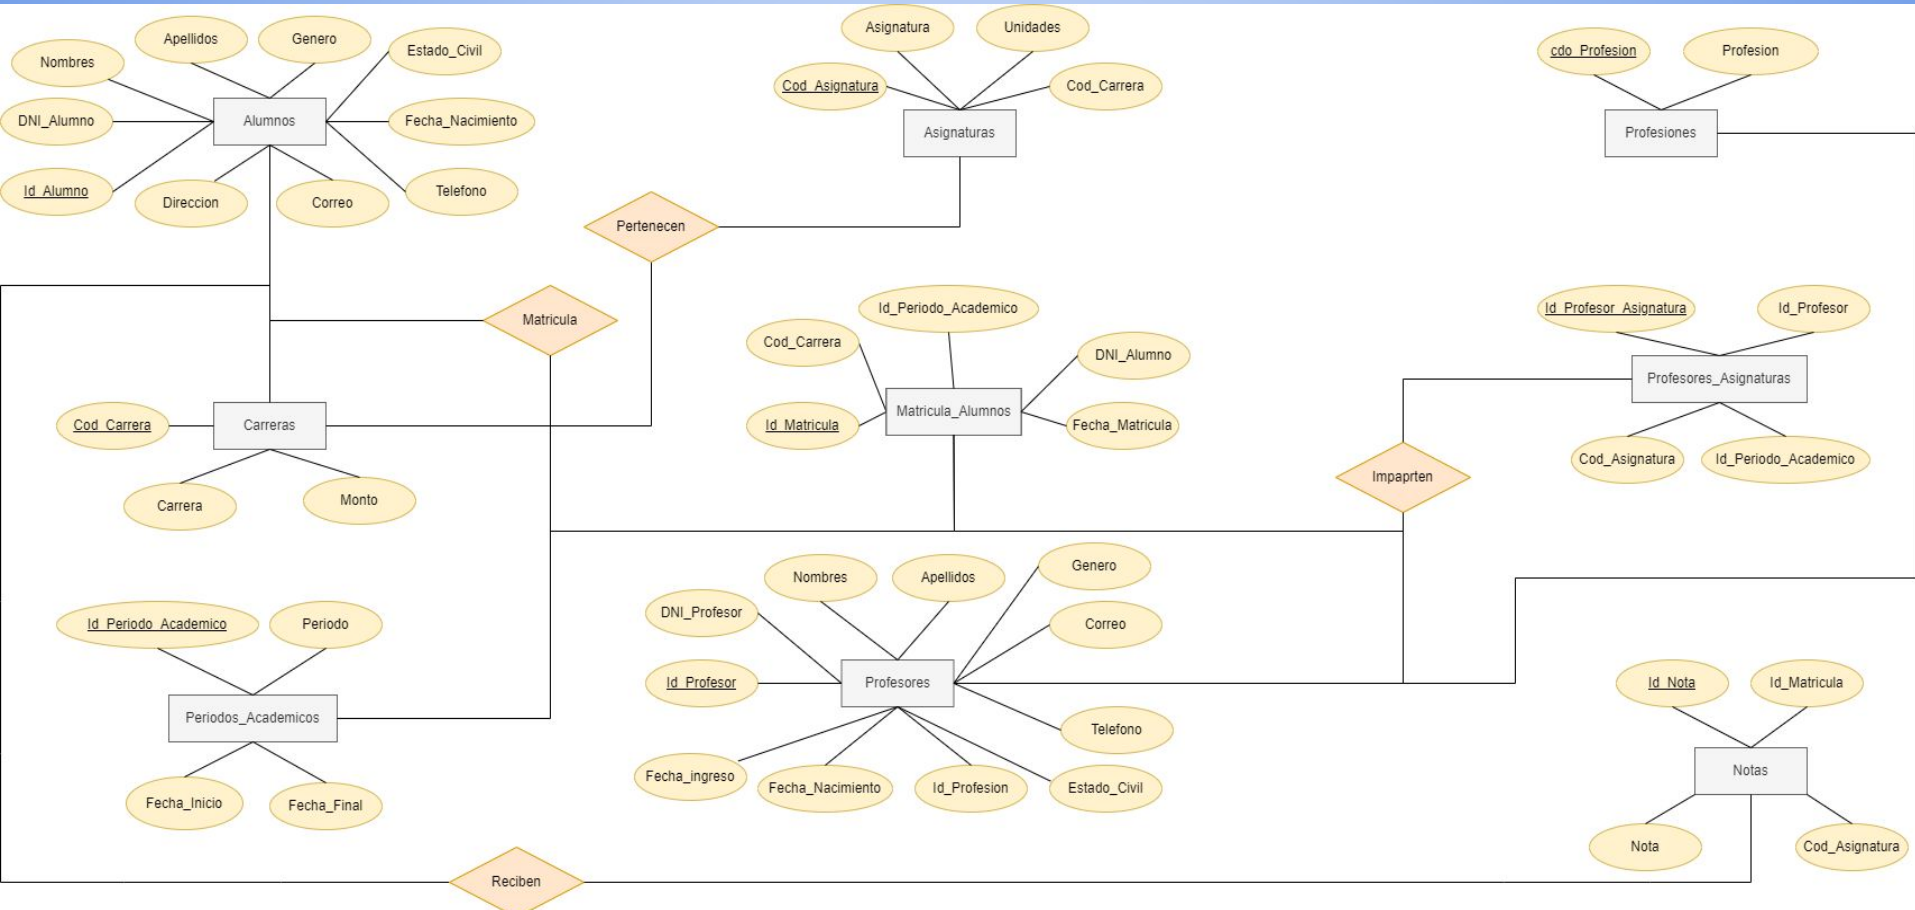 Apellidos
Genero
Nombres
Estado_Civil
DNI_Alumno
Alumnos
Fecha_Nacimiento
Id_Alumno
Direccion
Correo
Telefono
Asignatura
Unidades
Cod_Asignatura
Cod_Carrera
Asignaturas
cdo_Profesion
Profesion
Profesiones
Pertenecen
Matricula
Id_Periodo_Academico
Cod_Carrera
DNI_Alumno
Matricula_Alumnos
Id_Matricula
Fecha_Matricula
Id_Profesor_Asignatura
Id_Profesor
Profesores_Asignaturas
Cod_Asignatura
Id_Periodo_Academico
Cod_Carrera
Carreras
Carrera
Monto
Impaprten
Id_Periodo_Academico
Periodo
Periodos_Academicos
Fecha_Inicio
Fecha_Final
Nombres
Apellidos
Genero
DNI_Profesor
Correo
Id_Profesor
Profesores
Telefono
Fecha_ingreso
Fecha_Nacimiento
Id_Profesion
Estado_Civil
Id_Nota
Id_Matricula
Notas
Nota
Cod_Asignatura
Reciben